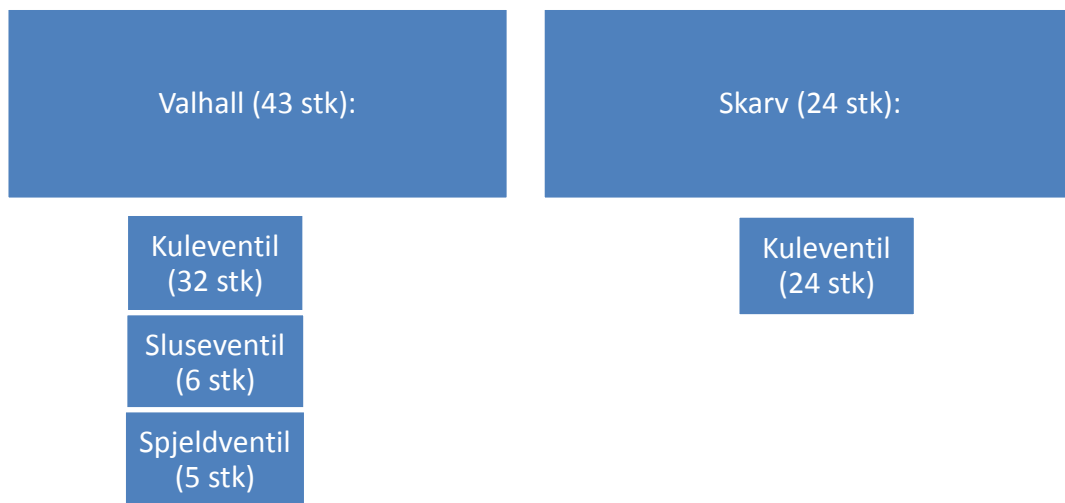 Valhall (43 stk):
Kuleventil
(32 stk)
Sluseventil
(6 stk)
Spjeldventil
(5 stk)
Skarv (24 stk):
Kuleventil
(24 stk)